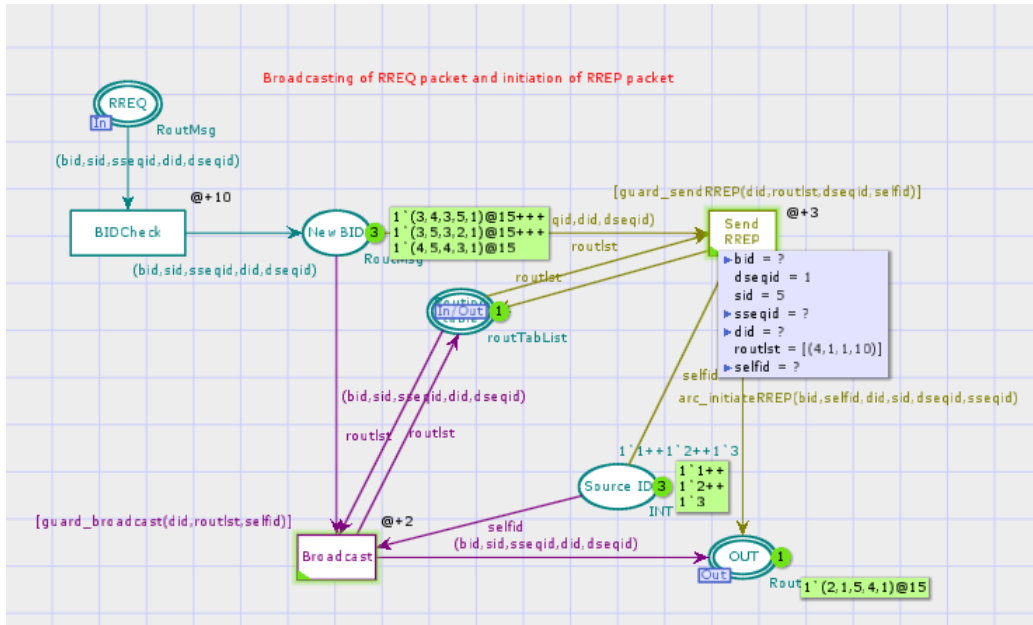 Broadcasting of RREQ packet and initiation of RREP packet
RREQ
In
RoutMsg
(bid,sid,sseqid,did,dseqid)
@+10
BIDCheck
New BID
3
1`(3,4,3,5,1)@15+++
1`(3,5,3,2,1)@15+++
1`(4,5,4,3,1)@15
qid,did,dseqid)
(bid,sid,sseqid,did,dseqid)
[guard_sendRREP(did,routlst,dseqid,selfid)]
@+3
Send
RREP
routlst
routlst
In/Out
1
routTabList
bid = ?
dseqid = 1
sid = 5
sseqid = ?
did = ?
routlst = [(4,1,1,10)]
selfid = ?
selfid
arc_initiateRREP(bid,selfid,did,sid,dseqid,sseqid)
(bid,sid,sseqid,did,dseqid)
routlst
routlst
1`1++1`2++1`3
Source ID
3
1`1++
1`2++
1`3
INT
[guard_broadcast(did,routlst,selfid)]
@+2
Broadcast
selfid
(bid,sid,sseqid,did,dseqid)
OUT
1
Out
Rout
1`(2,1,5,4,1)@15